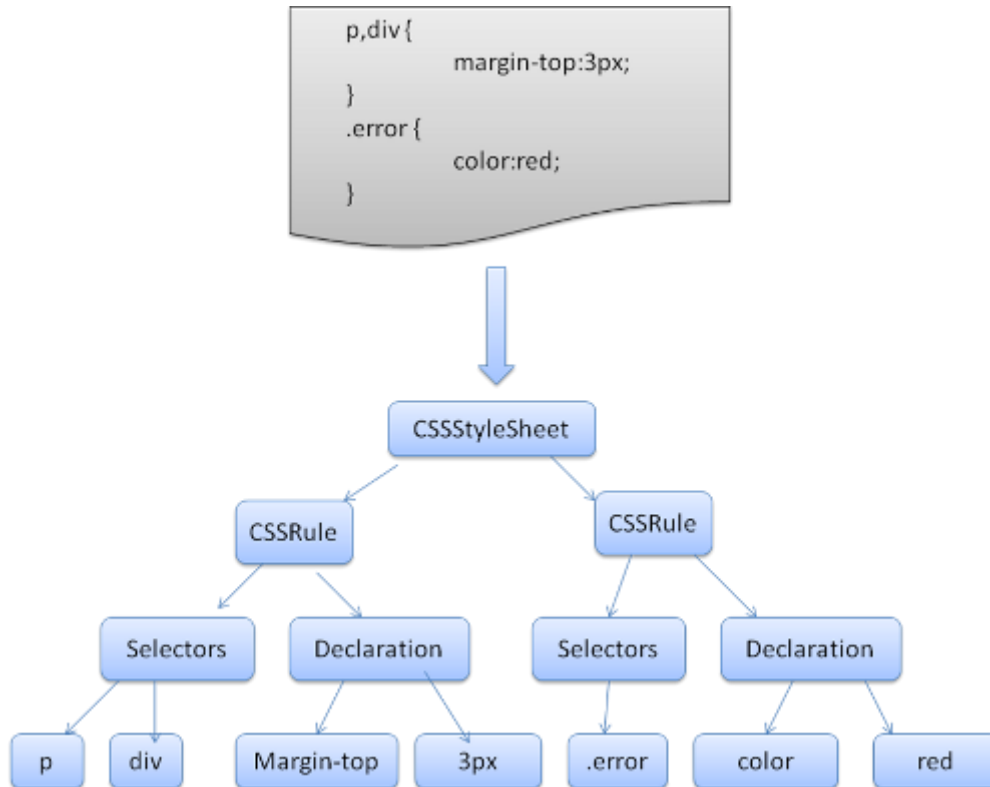 p,div {
margin-top:3px;
}
.error {
color:red;
}
CSSStyleSheet
CSSRule
CSSRule
Selectors
Declaration
Selectors
Declaration
p
div
Margin-top
3px
.error
color
red